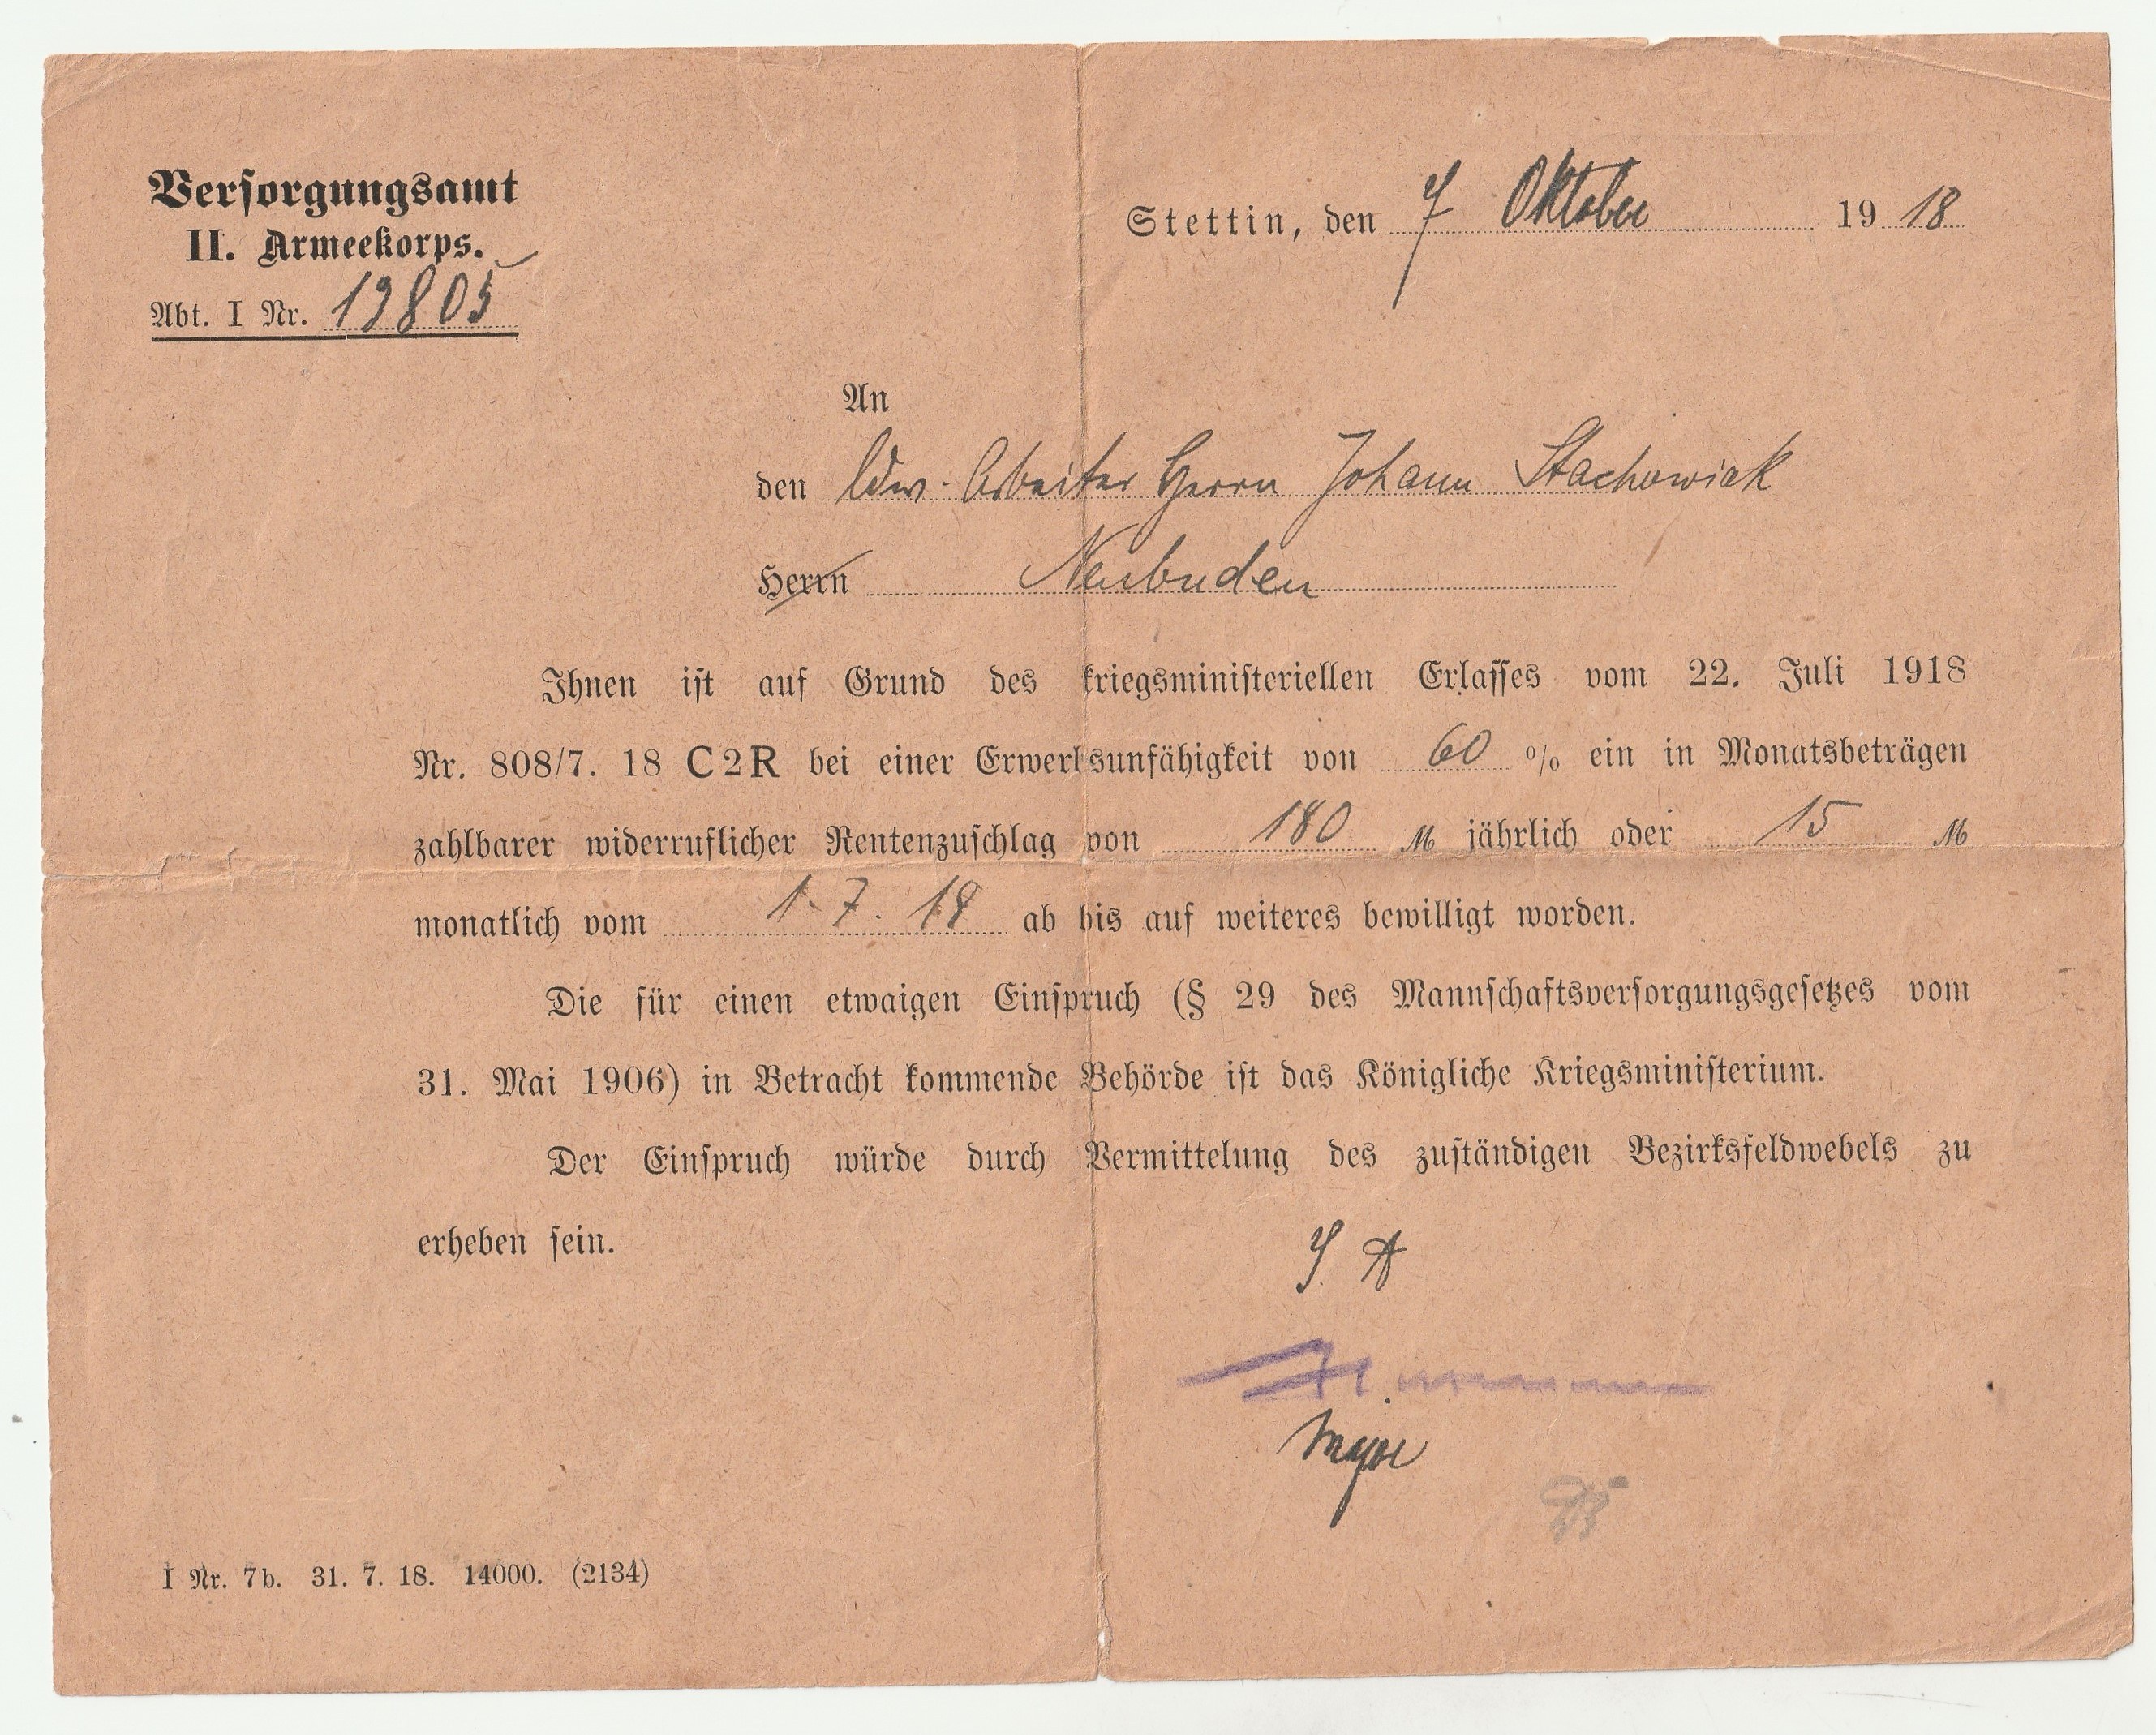 Versorgungsamt
II. Armeekorps.
Abt. I Nr. 19805
Stettin, den 7 Oktober 1918
An
den ldw. Arbeiter Herrn Johann Stachowiak
Herrn Neubuden
Ihnen ist auf Grund des kriegsministeriellen Erlasses vom 22. Juli 1918
Nr. 808/7. 18 C2R bei einer Erwerbsunfähigkeit von 60 % ein in Monatsbeträgen
zahlbarer widerruflicher Rentenzuschlag von 180 M jährlich oder 15 M
monatlich vom 1. 7. 18 ab bis auf weiteres bewilligt worden.
Die für einen etwaigen Einspruch (§ 29 des Mannschaftsversorgungsgesetzes vom
31. Mai 1906) in Betracht kommende Behörde ist das Königliche Kriegsministerium.
Der Einspruch würde durch Vermittelung des zuständigen Bezirksfeldwebels zu
erheben sein.
J. A
Major
I Nr. 7b. 31. 7. 18. 14000. (2134)